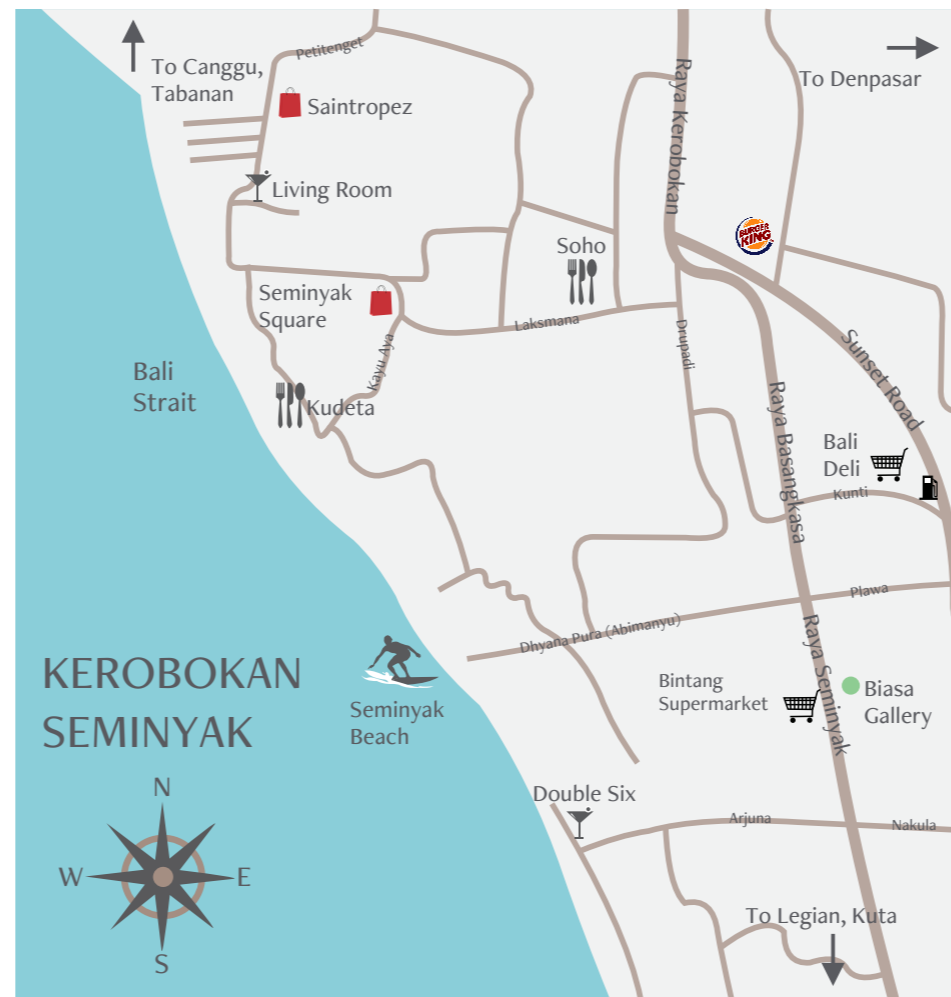 Petitenget
To Canggu,
Tabanan
To Denpasar
Saintropez
Raya Kerobokan
Living Room
BURGER
KING
Soho
Seminyak
Square
Laksmana
Drupadi
Kayu Aya
Sunset Road
Bali
Strait
Kudeta
Raya Basangkasa
Bali
Deli
Kunti
Plawa
Dhyana Pura (Abimanyu)
KEROBOKAN
SEMINYAK
Seminyak
Beach
Bintang
Supermarket
Raya Seminyak
Biasa
Gallery
N
W
E
S
Double Six
Arjuna
Nakula
To Legian, Kuta